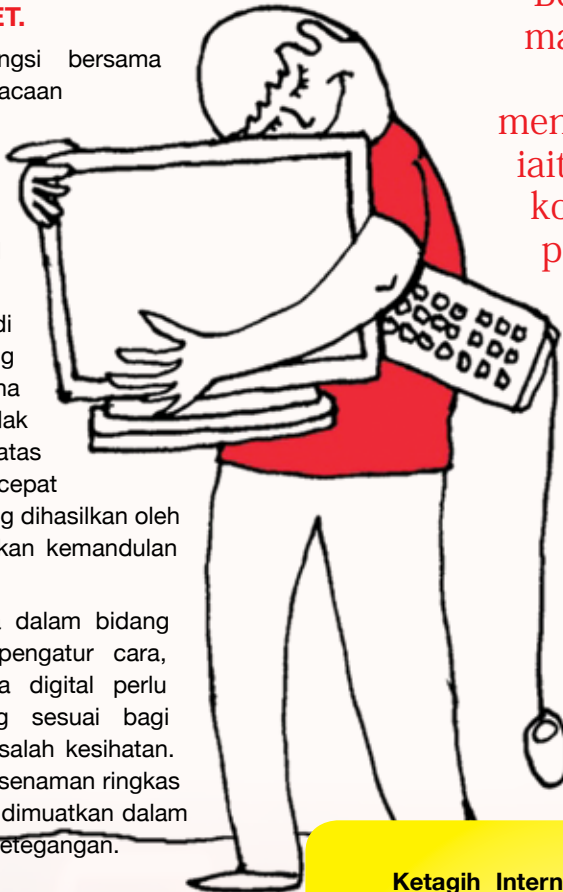 ET.
ngsi bersama
acaan
di
g
na
lak
atas
cepat
g dihasilkan oleh
kan kemandulan
dalam bidang
pengatur cara,
a digital perlu
g sesuai bagi
salah kesihatan.
senaman ringkas
dimuatkan dalam
etegangan.
ma
men
iait
ko
p
Ketagih Intern